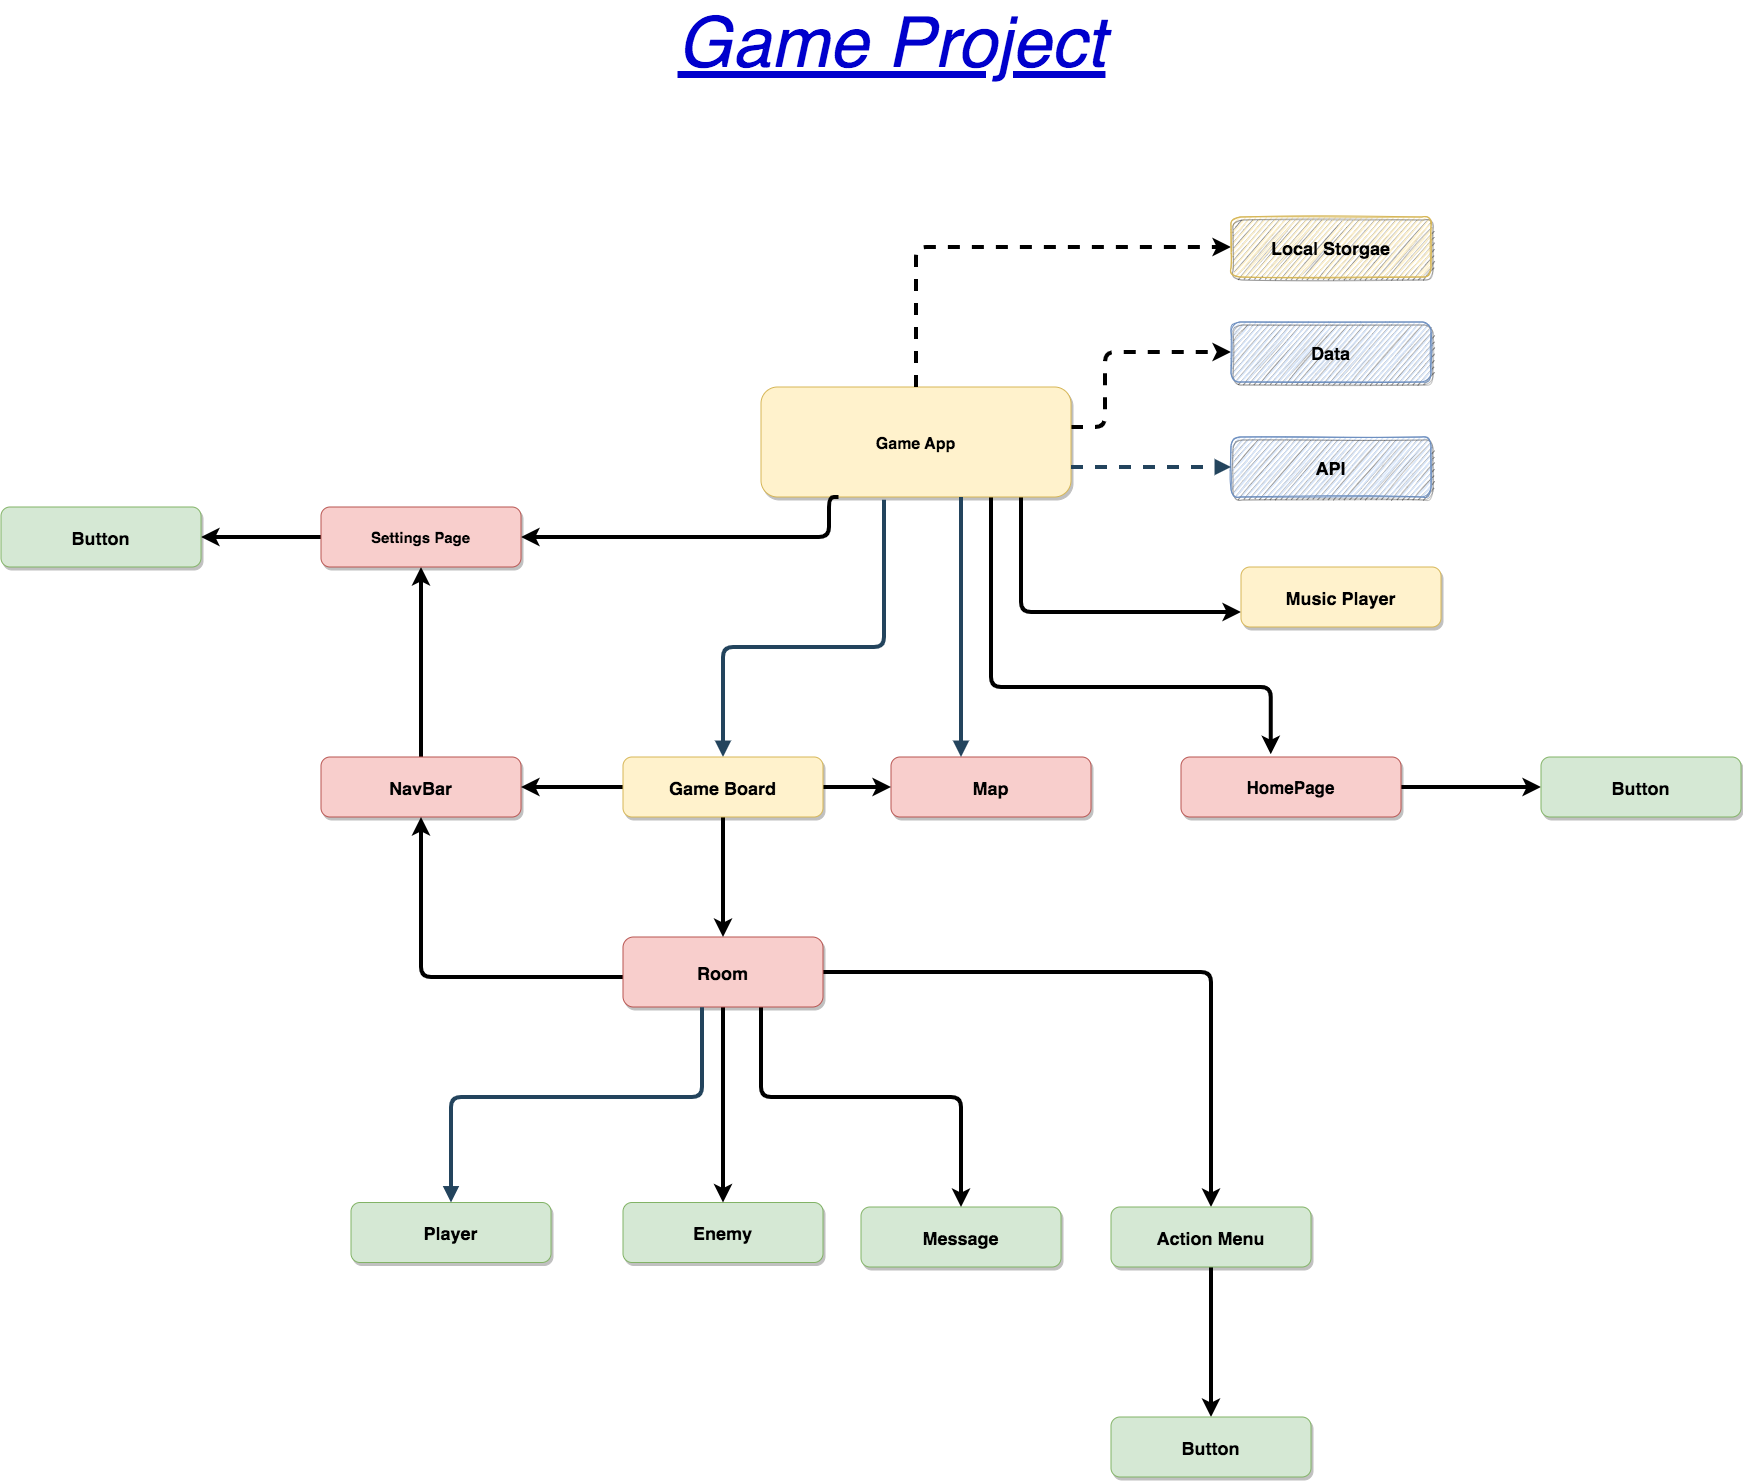 Game Project
Local Storgae
Data
Game App
API
Button
Settings Page
Music Player
NavBar
Game Board
Map
HomePage
Button
Room
Player
Enemy
Message
Action Menu
Button